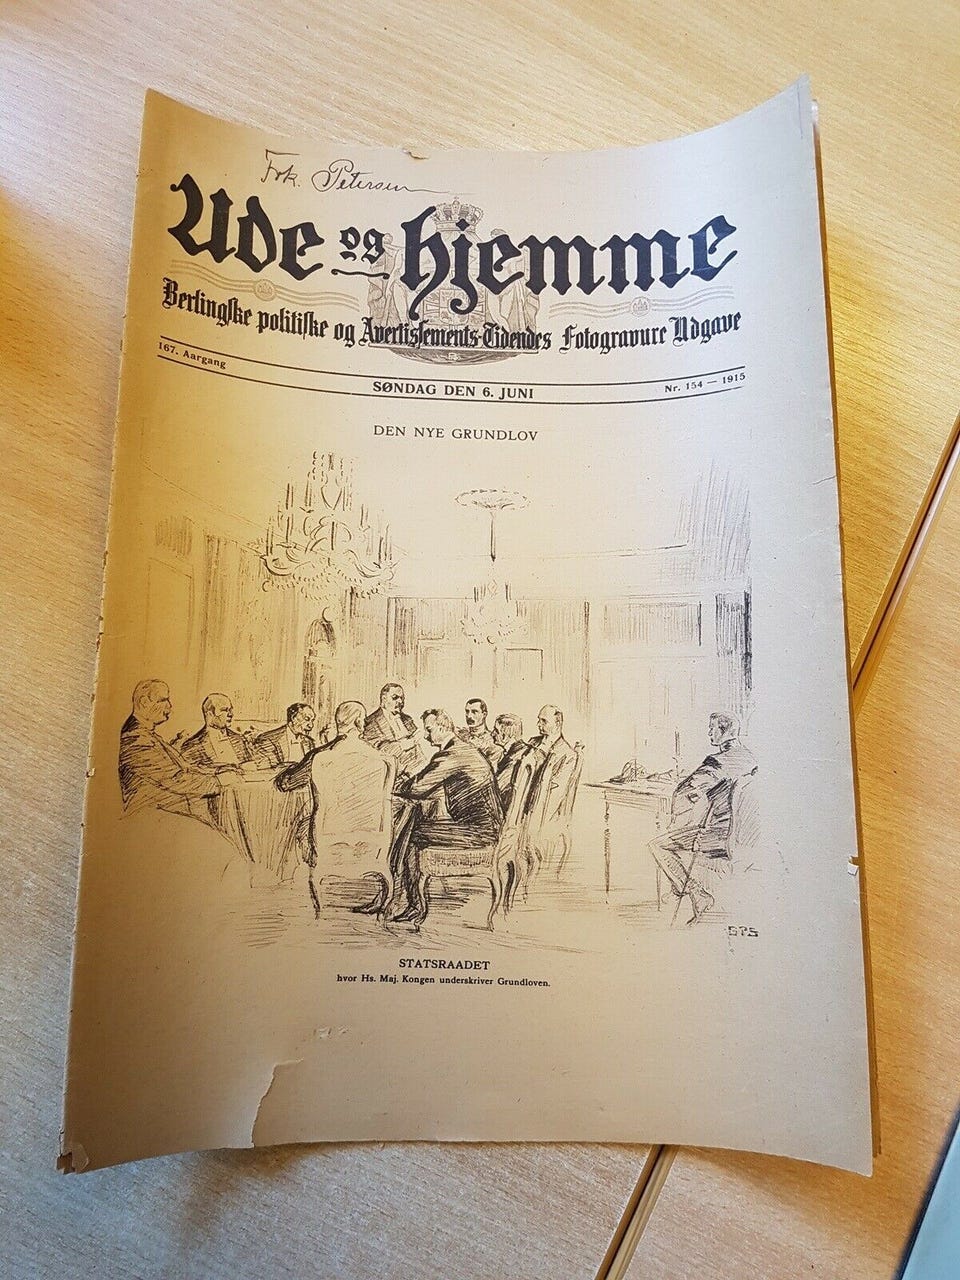 Frk. Petersen
Ude og hjemme
Berlingske politiske og Avertissements-Tidendes Fotogravure Udgave
167. Aargang
SØNDAG DEN 6. JUNI
Nr. 154 — 1915
DEN NYE GRUNDLOV
STATSRAADET
hvor Hs. Maj. Kongen underskriver Grundloven.